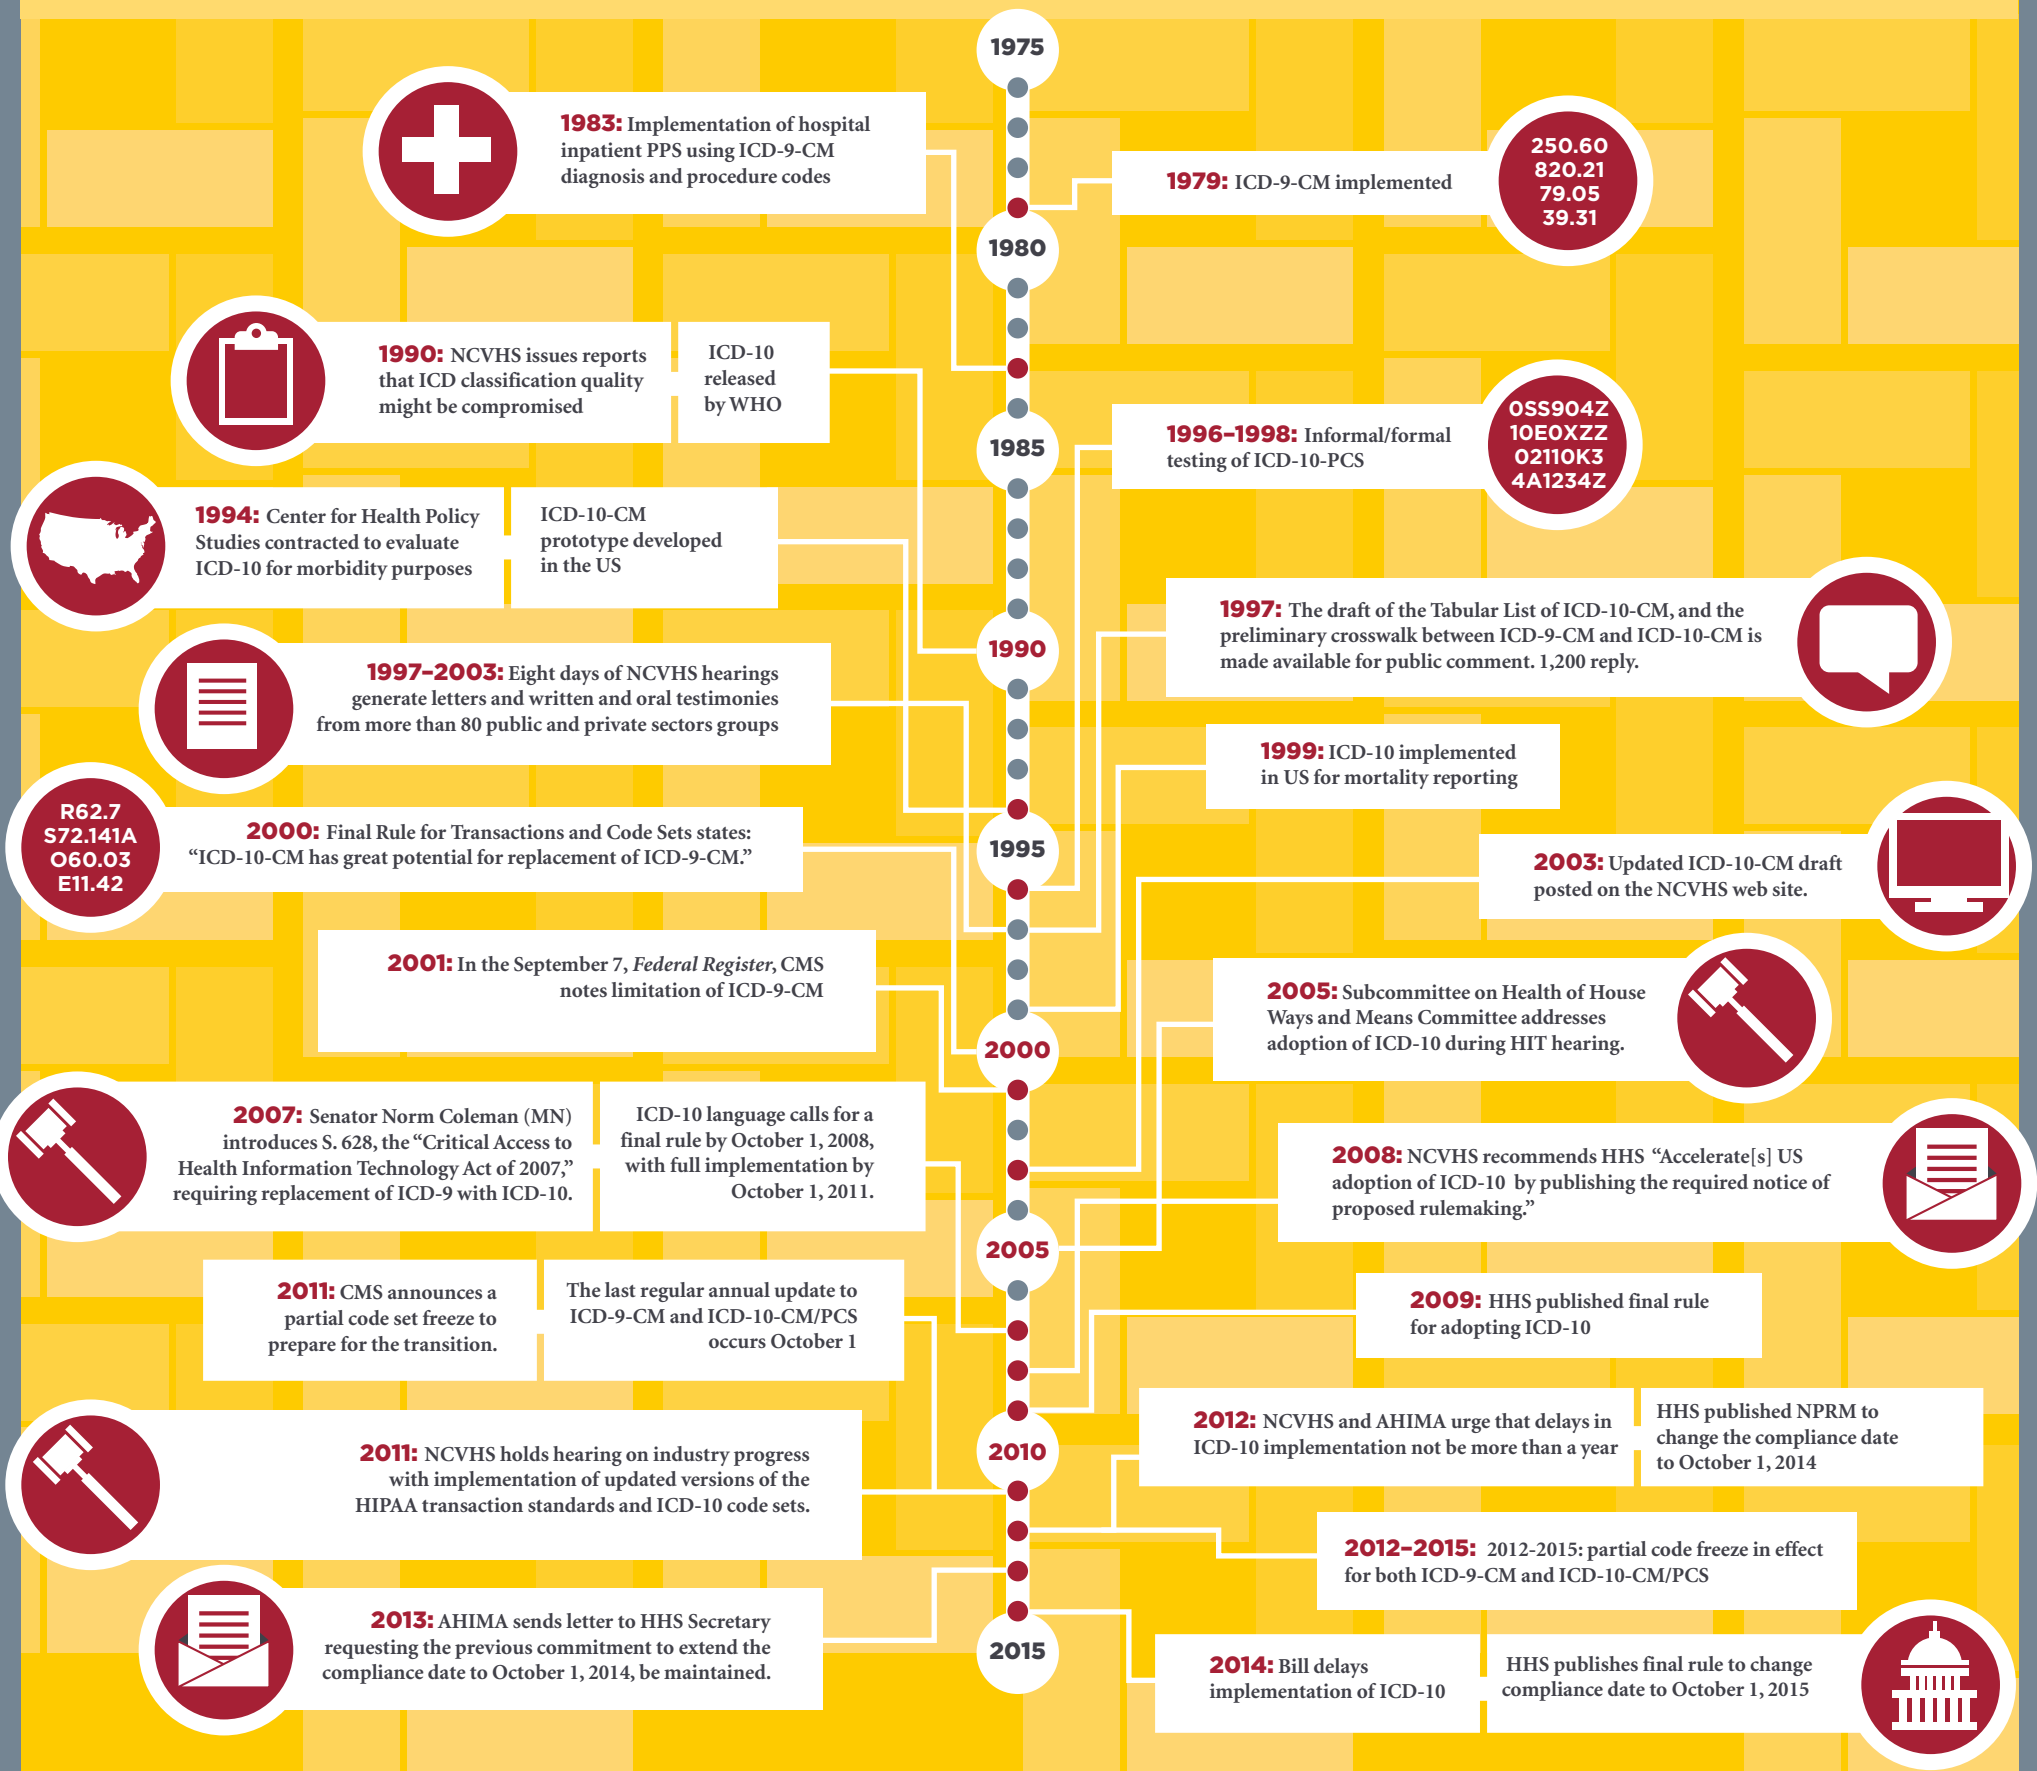 1975
1983: Implementation of hospital
inpatient PPS using ICD-9-CM
diagnosis and procedure codes
250.60
820.21
79.05
39.31
1979: ICD-9-CM implemented
1980
1990: NCVHS issues reports
that ICD classification quality
might be compromised
ICD-10
released
by WHO
1985
1996–1998: Informal/formal
testing of ICD-10-PCS
0SS904Z
10E0XZZ
02110K3
4A1234Z
1994: Center for Health Policy
Studies contracted to evaluate
ICD-10 for morbidity purposes
ICD-10-CM
prototype developed
in the US
1997: The draft of the Tabular List of ICD-10-CM, and the
preliminary crosswalk between ICD-9-CM and ICD-10-CM is
made available for public comment. 1,200 reply.
1990
1997–2003: Eight days of NCVHS hearings
generate letters and written and oral testimonies
from more than 80 public and private sectors groups
1999: ICD-10 implemented
in US for mortality reporting
R62.7
S72.141A
O60.03
E11.42
2000: Final Rule for Transactions and Code Sets states:
“ICD-10-CM has great potential for replacement of ICD-9-CM.”
1995
2003: Updated ICD-10-CM draft
posted on the NCVHS web site.
2001: In the September 7, Federal Register, CMS
notes limitation of ICD-9-CM
2005: Subcommittee on Health of House
Ways and Means Committee addresses
adoption of ICD-10 during HIT hearing.
2000
2007: Senator Norm Coleman (MN)
introduces S. 628, the “Critical Access to
Health Information Technology Act of 2007,”
requiring replacement of ICD-9 with ICD-10.
ICD-10 language calls for a
final rule by October 1, 2008,
with full implementation by
October 1, 2011.
2008: NCVHS recommends HHS “Accelerate[s] US
adoption of ICD-10 by publishing the required notice of
proposed rulemaking.”
2005
2011: CMS announces a
partial code set freeze to
prepare for the transition.
The last regular annual update to
ICD-9-CM and ICD-10-CM/PCS
occurs October 1
2009: HHS published final rule
for adopting ICD-10
2011: NCVHS holds hearing on industry progress
with implementation of updated versions of the
HIPAA transaction standards and ICD-10 code sets.
2010
2012: NCVHS and AHIMA urge that delays in
ICD-10 implementation not be more than a year
HHS published NPRM to
change the compliance date
to October 1, 2014
2012–2015: 2012-2015: partial code freeze in effect
for both ICD-9-CM and ICD-10-CM/PCS
2013: AHIMA sends letter to HHS Secretary
requesting the previous commitment to extend the
compliance date to October 1, 2014, be maintained.
2015
2014: Bill delays
implementation of ICD-10
HHS publishes final rule to change
compliance date to October 1, 2015